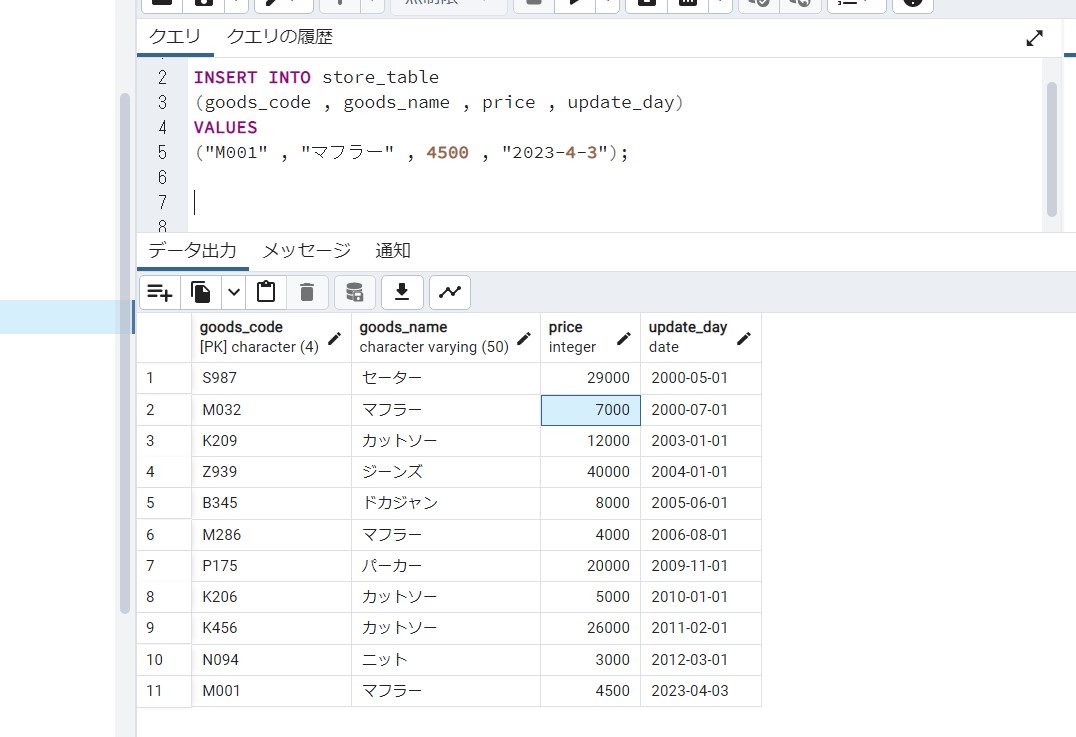 クエリ クエリの履歴
2 INSERT INTO store_table
3 (goods_code , goods_name , price , update_day)
4 VALUES
5 ("M001" , "マフラー" , 4500 , "2023-4-3");
6
7
8
データ出力 メッセージ 通知
goods_code goods_name price update_day
[PK] character (4) character varying (50) integer date
1 S987 セーター 29000 2000-05-01
2 M032 マフラー 7000 2000-07-01
3 K209 カットソー 12000 2003-01-01
4 Z939 ジーンズ 40000 2004-01-01
5 B345 ドカジャン 8000 2005-06-01
6 M286 マフラー 4000 2006-08-01
7 P175 パーカー 20000 2009-11-01
8 K206 カットソー 5000 2010-01-01
9 K456 カットソー 26000 2011-02-01
10 N094 ニット 3000 2012-03-01
11 M001 マフラー 4500 2023-04-03